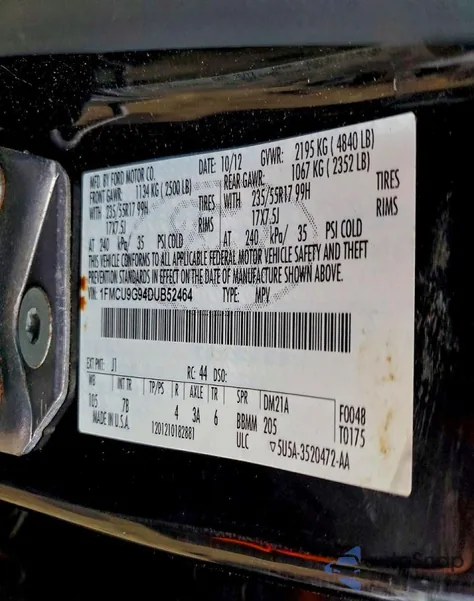 MFD. BY FORD MOTOR CO. DATE: 10/12 GVWR: 2195 KG ( 4840 LB)
FRONT GAWR: 1134 KG ( 2500 LB) REAR GAWR: 1067 KG ( 2352 LB)
WITH 235/55R17 99H TIRES WITH 235/55R17 99H TIRES
17X7.5J RIMS 17X7.5J RIMS
AT 240 kPa/ 35 PSI COLD AT 240 kPa/ 35 PSI COLD
THIS VEHICLE CONFORMS TO ALL APPLICABLE FEDERAL MOTOR VEHICLE SAFETY AND THEFT
PREVENTION STANDARDS IN EFFECT ON THE DATE OF MANUFACTURE SHOWN ABOVE.
VIN: 1FMCU9G94DUB52464 TYPE: MPV
EXT PNT: J1 RC: 44 DSO:
WB INT TR TP/PS R AXLE TR SPR DM21A F0048
105 7B 4 3A 6 BBMM 205 T0175
MADE IN U.S.A. 1201210182881 ULC ▽5U5A-3520472-AA